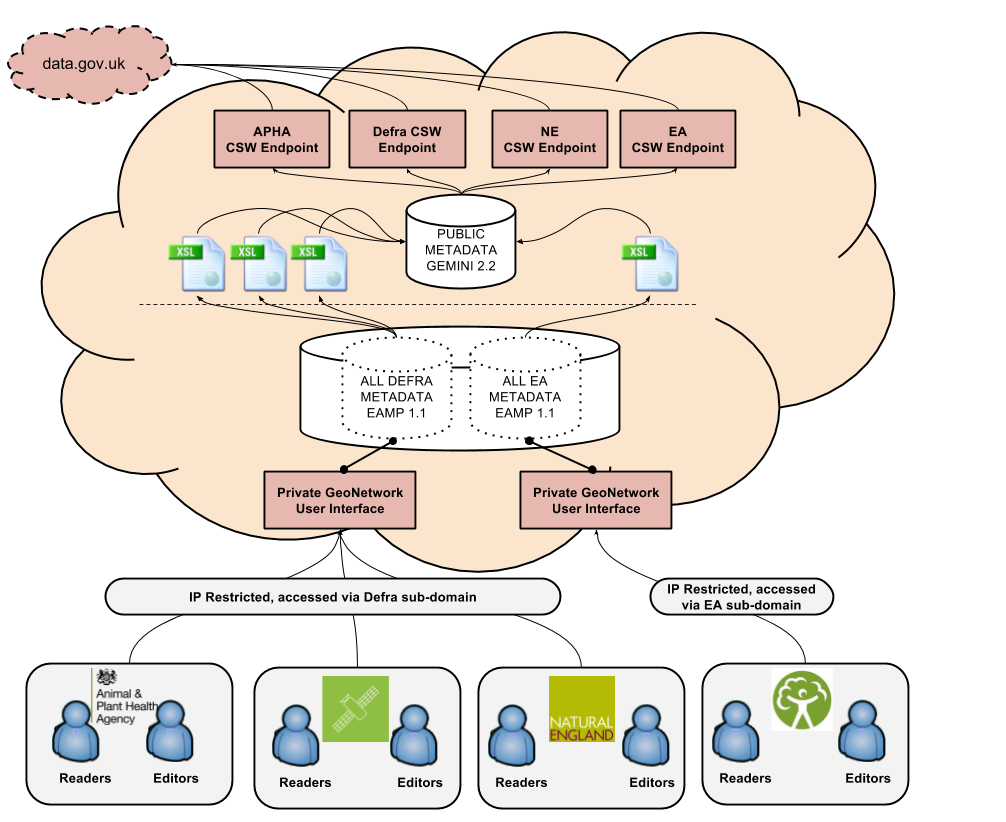 data.gov.uk
APHA
CSW Endpoint
Defra CSW
Endpoint
NE
CSW Endpoint
EA
CSW Endpoint
PUBLIC
METADATA
GEMINI 2.2
XSL
XSL
XSL
XSL
ALL DEFRA
METADATA
EAMP 1.1
ALL EA
METADATA
EAMP 1.1
Private GeoNetwork
User Interface
Private GeoNetwork
User Interface
IP Restricted, accessed via Defra sub-domain
IP Restricted, accessed
via EA sub-domain
Animal &
Plant Health
Agency
Readers
Editors
Readers
Editors
NATURAL
ENGLAND
Readers
Editors
Readers
Editors